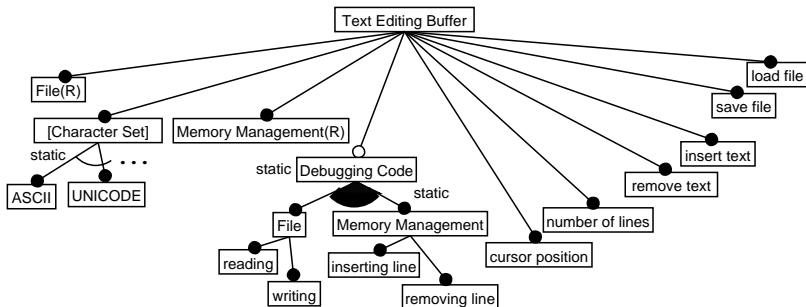 Text Editing Buffer
load file
File(R)
save file
[Character Set]
Memory Management(R)
static
...
insert text
static
Debugging Code
ASCII
UNICODE
static
remove text
File
Memory Management
number of lines
reading
inserting line
cursor position
writing
removing line